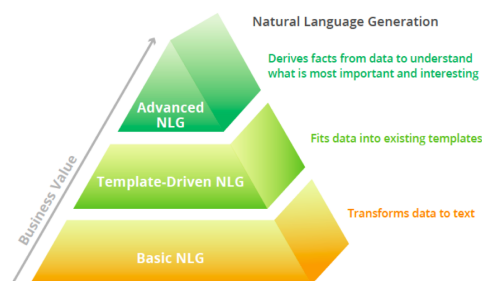 Natural Language Generation
Derives facts from data to understand
what is most important and interesting
Advanced
NLG
Fits data into existing templates
Template-Driven NLG
Business Value
Transforms data to text
Basic NLG